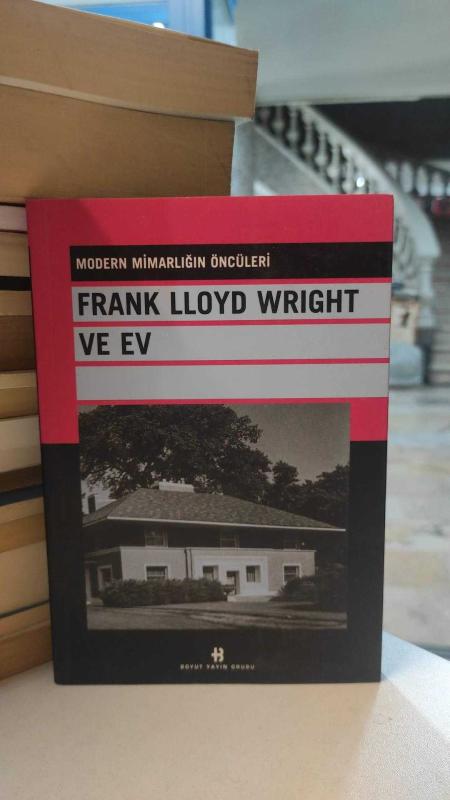 MODERN MİMARLIĞIN ÖNCÜLERİ
FRANK LLOYD WRIGHT
VE EV
BOYUT YAYIN GRUBU